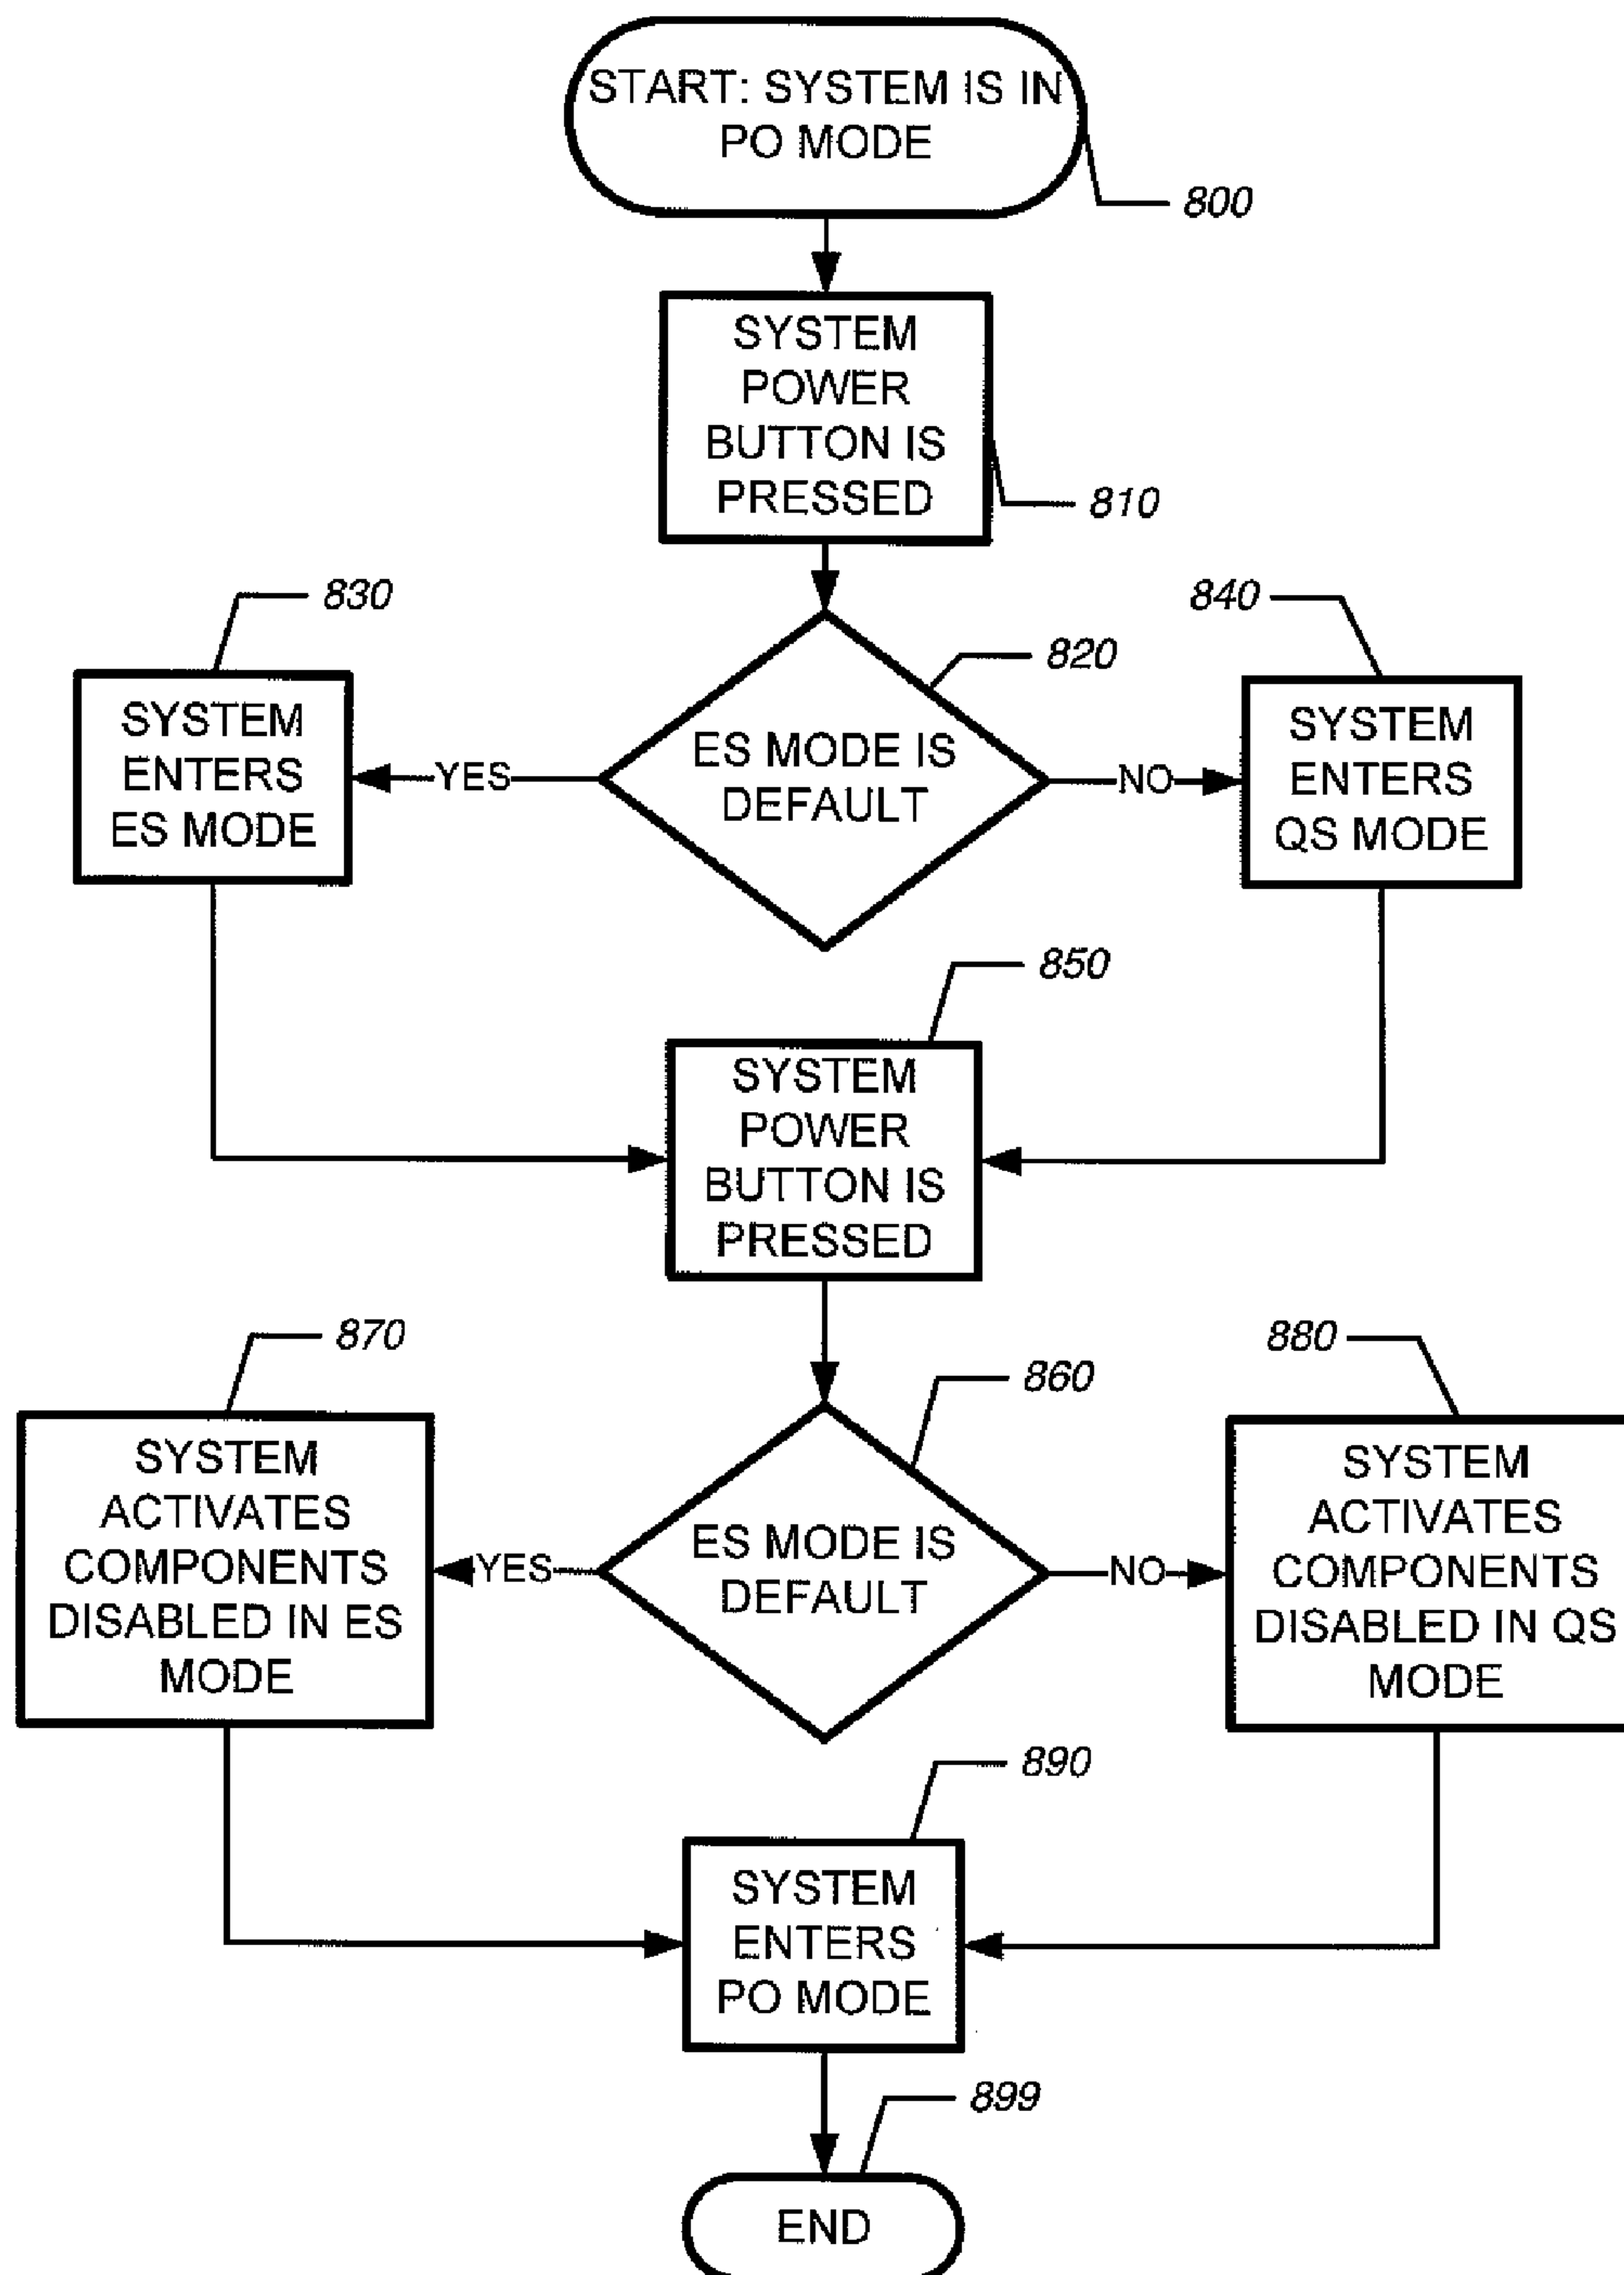 START: SYSTEM IS IN
PO MODE
800
SYSTEM
POWER
BUTTON IS
PRESSED
810
830
840
820
SYSTEM
ENTERS
ES MODE
YES
ES MODE IS
DEFAULT
NO
SYSTEM
ENTERS
QS MODE
850
SYSTEM
POWER
BUTTON IS
PRESSED
870
880
860
SYSTEM
ACTIVATES
COMPONENTS
DISABLED IN ES
MODE
YES
ES MODE IS
DEFAULT
NO
SYSTEM
ACTIVATES
COMPONENTS
DISABLED IN QS
MODE
890
SYSTEM
ENTERS
PO MODE
899
END